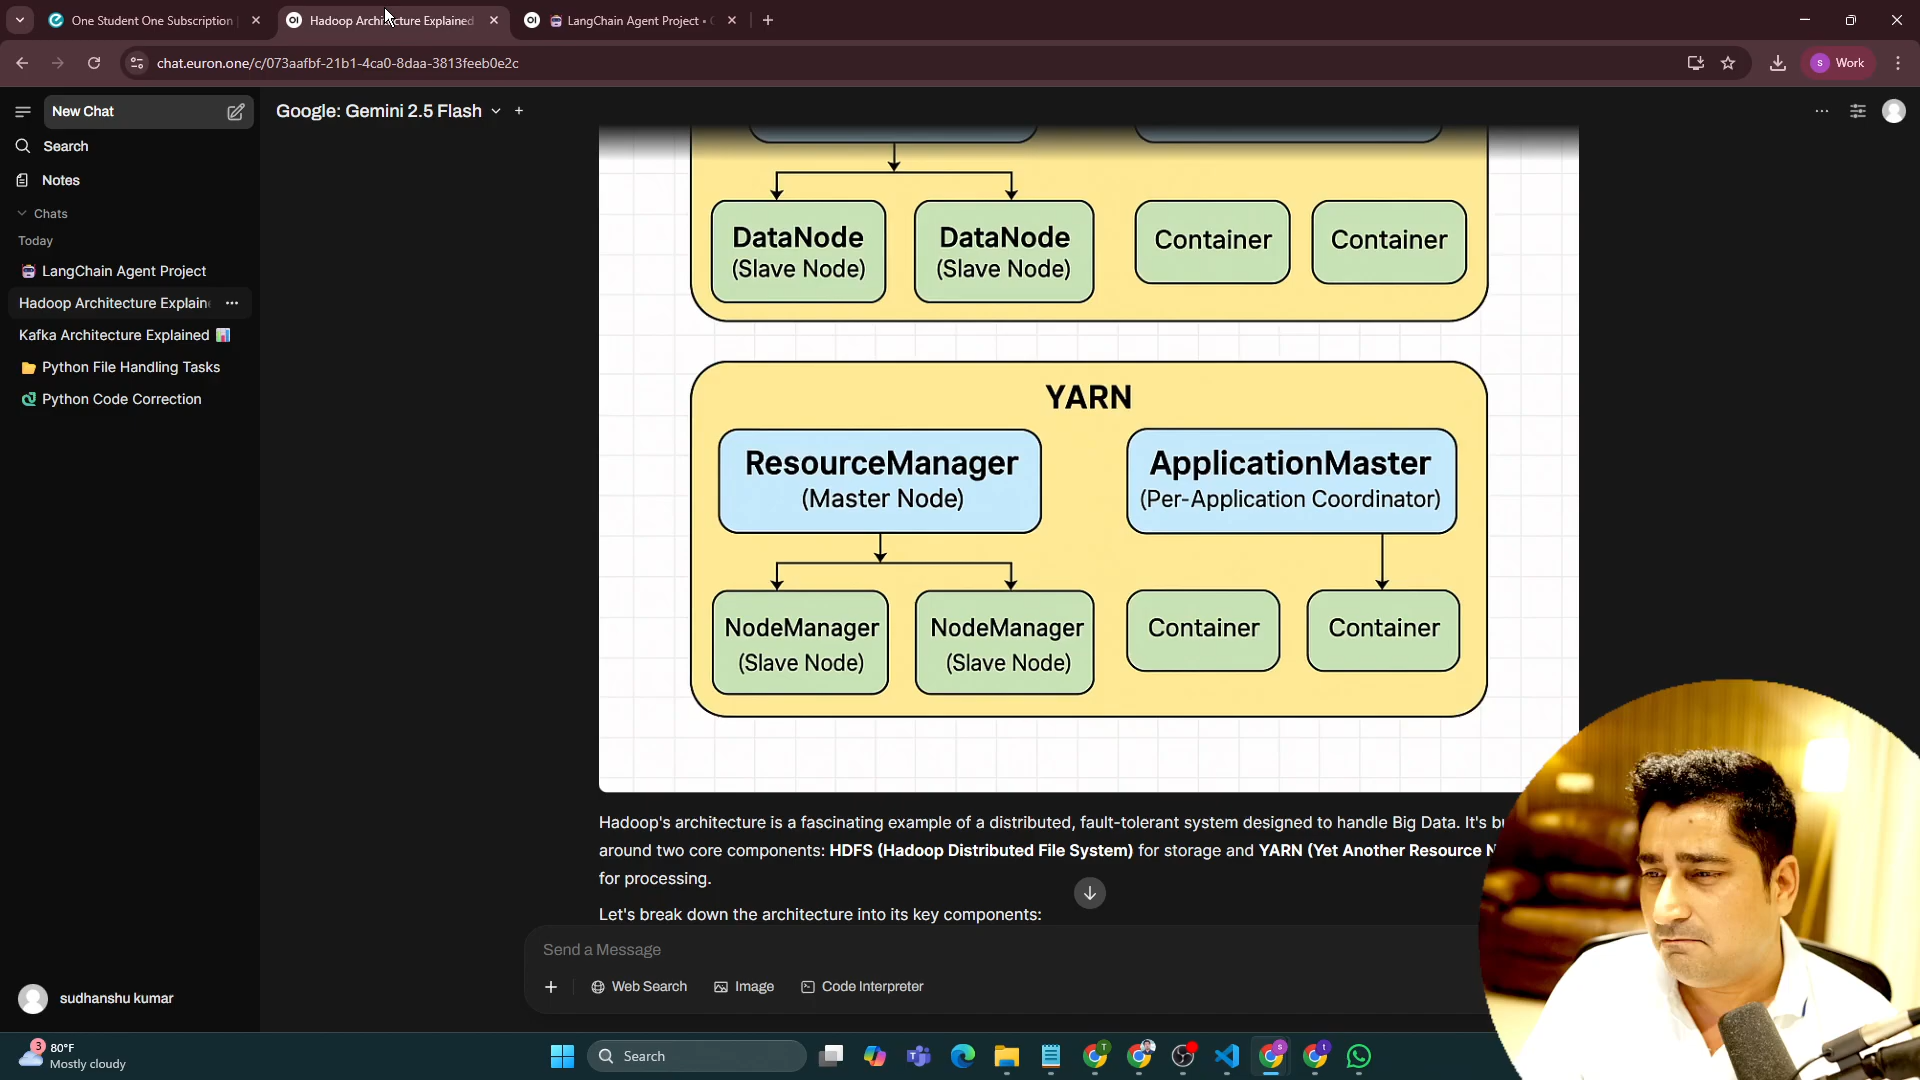 One Student One Subscription
Hadoop Architecture Explained
LangChain Agent Project •
chat.euron.one/c/073aafbf-21b1-4ca0-8daa-3813feeb0e2c
S Work
New Chat
Google: Gemini 2.5 Flash
Search
Notes
Chats
Today
LangChain Agent Project
Hadoop Architecture Explain
Kafka Architecture Explained
Python File Handling Tasks
Python Code Correction
DataNode
(Slave Node)
DataNode
(Slave Node)
Container
Container
YARN
ResourceManager
(Master Node)
ApplicationMaster
(Per-Application Coordinator)
NodeManager
(Slave Node)
NodeManager
(Slave Node)
Container
Container
Hadoop's architecture is a fascinating example of a distributed, fault-tolerant system designed to handle Big Data. It's bu
around two core components: HDFS (Hadoop Distributed File System) for storage and YARN (Yet Another Resource N
for processing.
Let's break down the architecture into its key components:
Send a Message
Web Search
Image
Code Interpreter
sudhanshu kumar
3
80°F
Mostly cloudy
Search